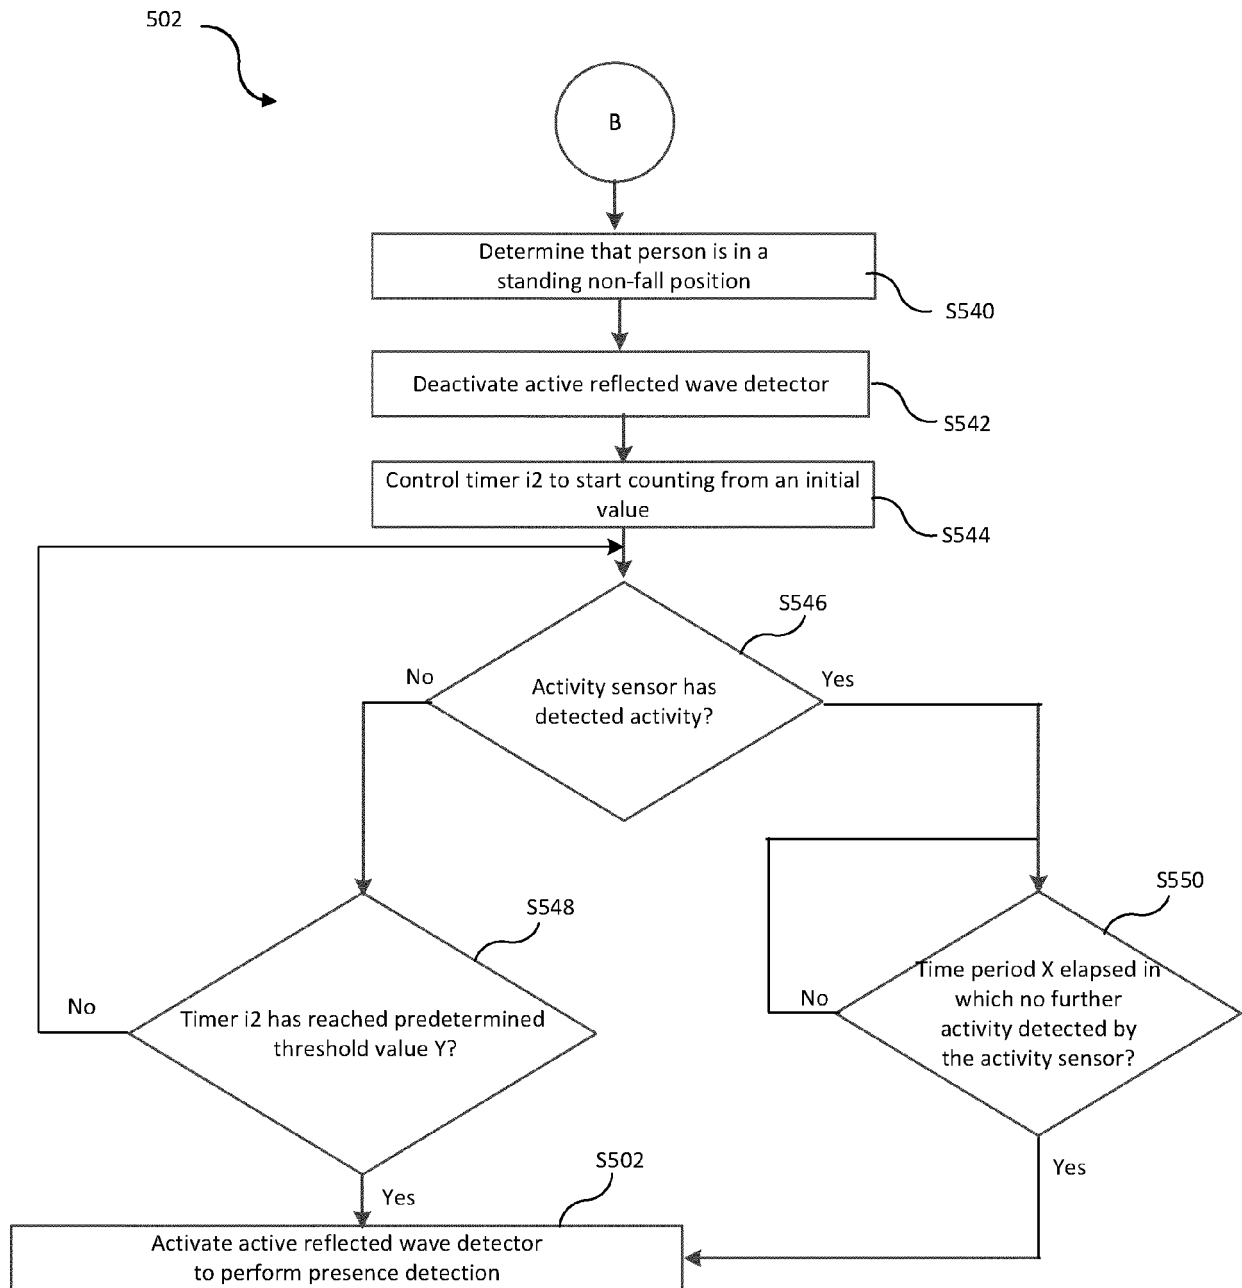 502
B
Determine that person is in a
standing non-fall position
S540
Deactivate active reflected wave detector
S542
Control timer i2 to start counting from an initial
value
S544
S546
No
Yes
Activity sensor has
detected activity?
S548
S550
No
Timer i2 has reached predetermined
threshold value Y?
No
Time period X elapsed in
which no further
activity detected by
the activity sensor?
S502
Yes
Yes
Activate active reflected wave detector
to perform presence detection